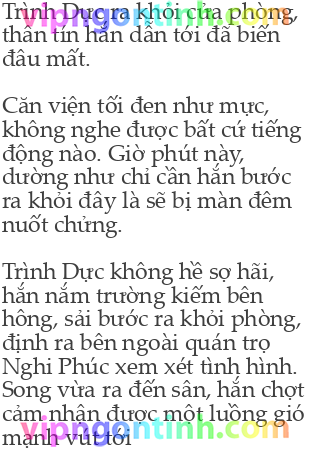 Trình Dực ra khỏi cửa phòng,
vipngontinh.com
thân tín hắn dẫn tới đã biến
đâu mất.
Căn viện tối đen như mực,
không nghe được bất cứ tiếng
động nào. Giờ phút này,
dường như chỉ cần hắn bước
ra khỏi đây là sẽ bị màn đêm
nuốt chửng.
Trình Dực không hề sợ hãi,
hắn nắm trường kiếm bên
hông, sải bước ra khỏi phòng,
định ra bên ngoài quán trọ
Nghi Phúc xem xét tình hình.
Song vừa ra đến sân, hắn chợt
cảm nhận được một luồng gió
mạnh vút tới
vipngontinh.com